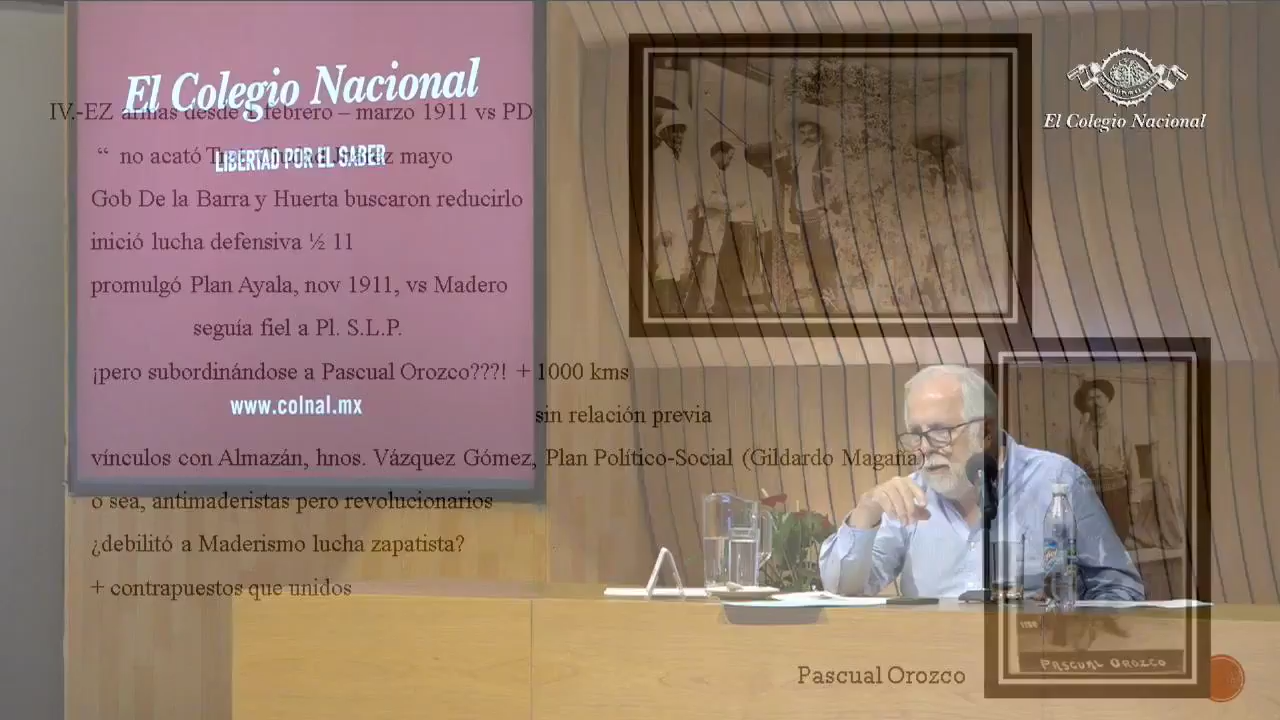 El Colegio Nacional
LIBERTAD POR EL SABER
www.colnal.mx
El Colegio Nacional
IV.-EZ armas desde febrero – marzo 1911 vs PD
“ no acató Juárez mayo
Gob De la Barra y Huerta buscaron reducirlo
inició lucha defensiva ½ 11
promulgó Plan Ayala, nov 1911, vs Madero
seguía fiel a Pl. S.L.P.
¡pero subordinándose a Pascual Orozco???! + 1000 kms
sin relación previa
vínculos con Almazán, hnos. Vázquez Gómez, Plan Político-Social (Gildardo Magaña)
o sea, antimaderistas pero revolucionarios
¿debilitó a Maderismo lucha zapatista?
+ contrapuestos que unidos
PASCUAL OROZCO
Pascual Orozco